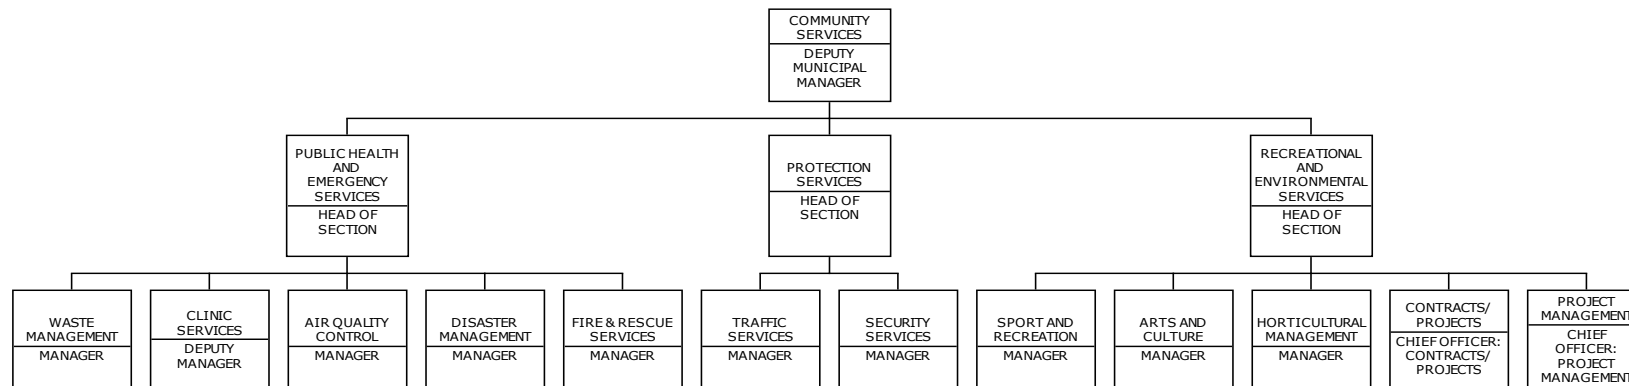 COMMUNITY
SERVICES
DEPUTY
MUNICIPAL
MANAGER
PUBLIC HEALTH
AND
EMERGENCY
SERVICES
HEAD OF
SECTION
PROTECTION
SERVICES
HEAD OF
SECTION
RECREATIONAL
AND
ENVIRONMENTAL
SERVICES
HEAD OF
SECTION
WASTE
MANAGEMENT
MANAGER
CLINIC
SERVICES
DEPUTY
MANAGER
AIR QUALITY
CONTROL
MANAGER
DISASTER
MANAGEMENT
MANAGER
FIRE & RESCUE
SERVICES
MANAGER
TRAFFIC
SERVICES
MANAGER
SECURITY
SERVICES
MANAGER
SPORT AND
RECREATION
MANAGER
ARTS AND
CULTURE
MANAGER
HORTICULTURAL
MANAGEMENT
MANAGER
CONTRACTS/
PROJECTS
CHIEF OFFICER:
CONTRACTS/
PROJECTS
PROJECT
MANAGEMENT
CHIEF
OFFICER:
PROJECT
MANAGEMENT